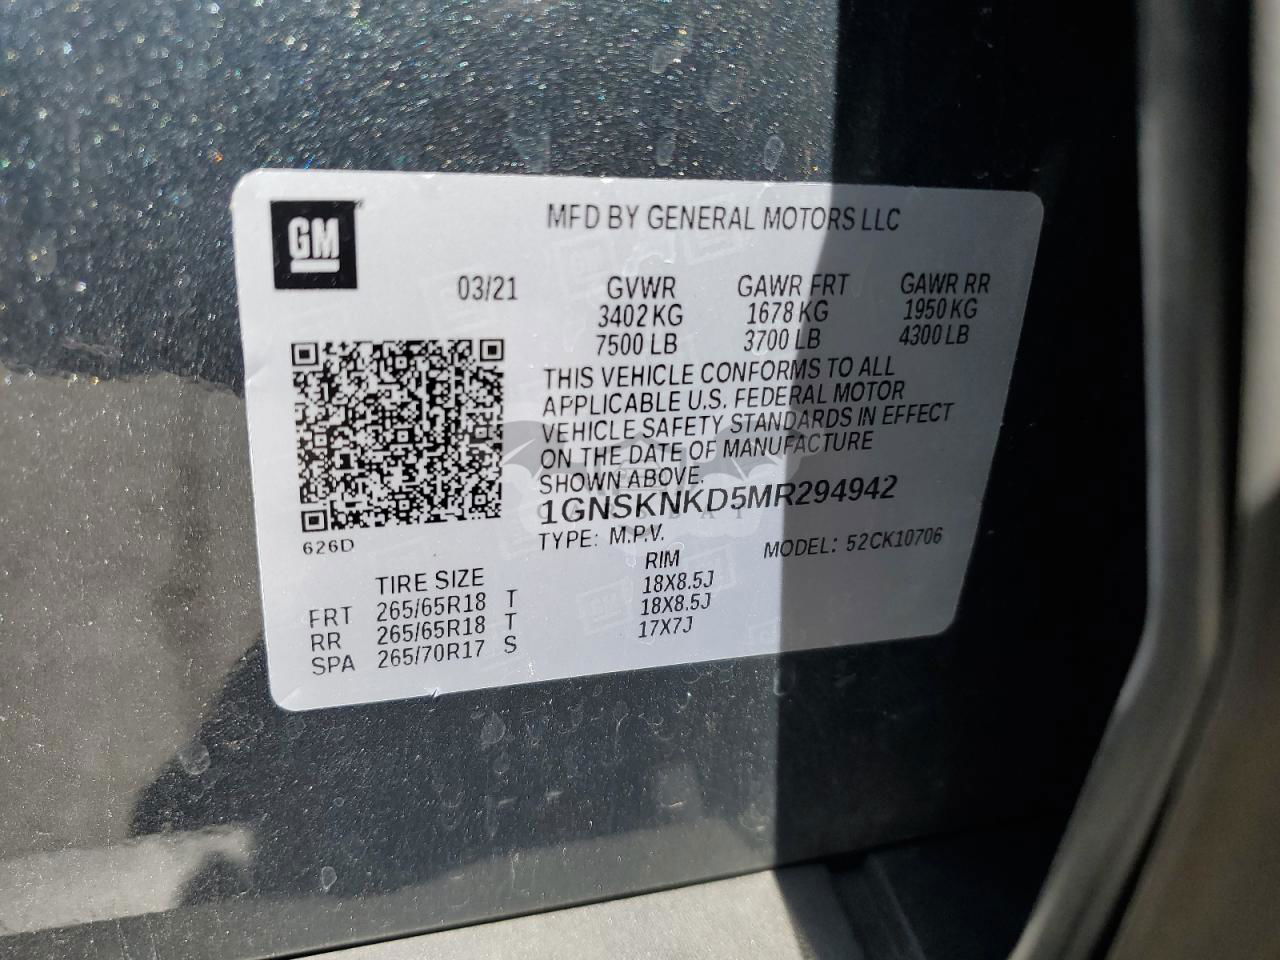 GM
MFD BY GENERAL MOTORS LLC
03/21
GVWR GAWR FRT GAWR RR
3402 KG 1678 KG 1950 KG
7500 LB 3700 LB 4300 LB
THIS VEHICLE CONFORMS TO ALL
APPLICABLE U.S. FEDERAL MOTOR
VEHICLE SAFETY STANDARDS IN EFFECT
ON THE DATE OF MANUFACTURE
SHOWN ABOVE.
1GNSKNKD5MR294942
626D
TYPE: M.P.V. MODEL: 52CK10706
TIRE SIZE RIM
FRT 265/65R18 T 18X8.5J
RR 265/65R18 T 18X8.5J
SPA 265/70R17 S 17X7J